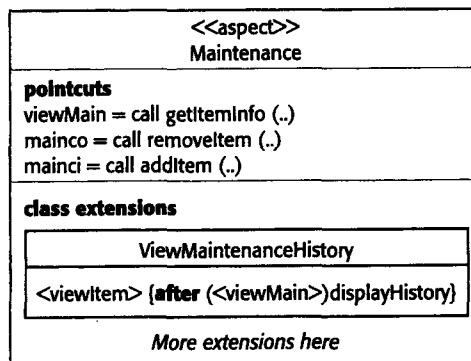 <<aspect>>
Maintenance
pointcuts
viewMain = call getItemInfo (..)
mainco = call removeItem (..)
mainci = call addItem (..)
class extensions
ViewMaintenanceHistory
<viewItem> {after (<viewMain>)displayHistory}
More extensions here